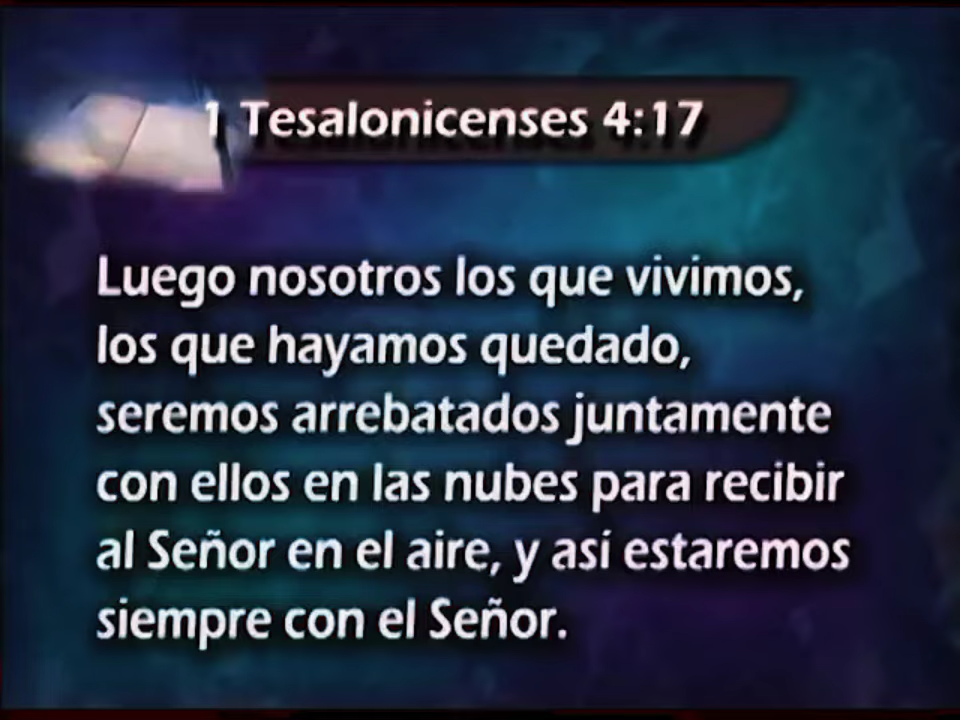 1 Tesalonicenses 4:17
Luego nosotros los que vivimos,
los que hayamos quedado,
seremos arrebatados juntamente
con ellos en las nubes para recibir
al Señor en el aire, y así estaremos
siempre con el Señor.